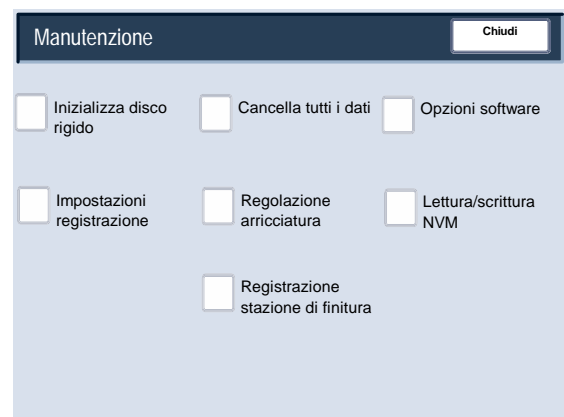 Manutenzione
Chiudi
Inizializza disco
rigido
Cancella tutti i dati
Opzioni software
Impostazioni
registrazione
Regolazione
arricciatura
Lettura/scrittura
NVM
Registrazione
stazione di finitura